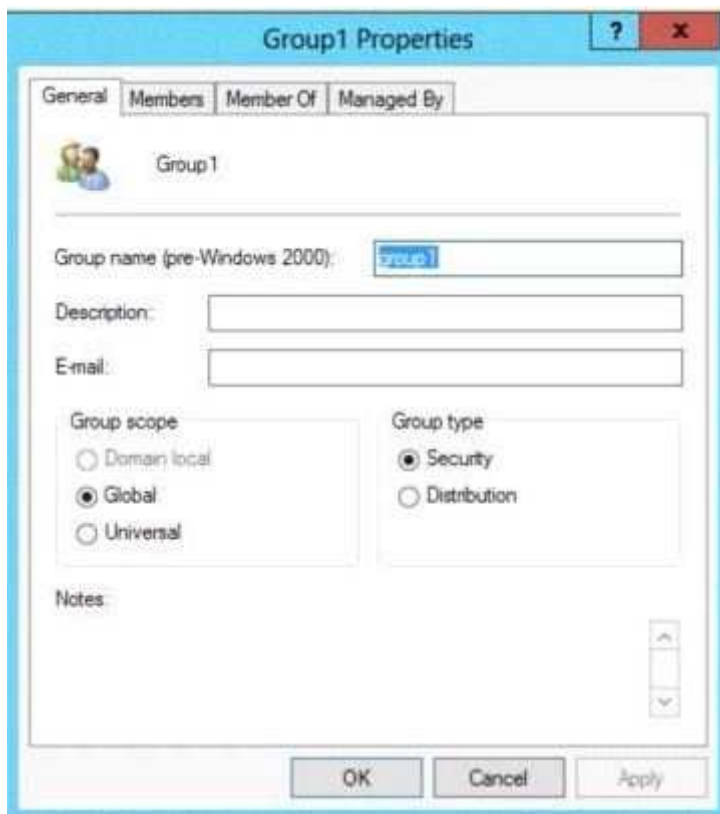 Group1 Properties
? x
General Members Member Of Managed By
Group1
Group name (pre-Windows 2000): group1
Description:
E-mail:
Group scope Group type
Domain local Security
Global Distribution
Universal
Notes:
OK Cancel Apply